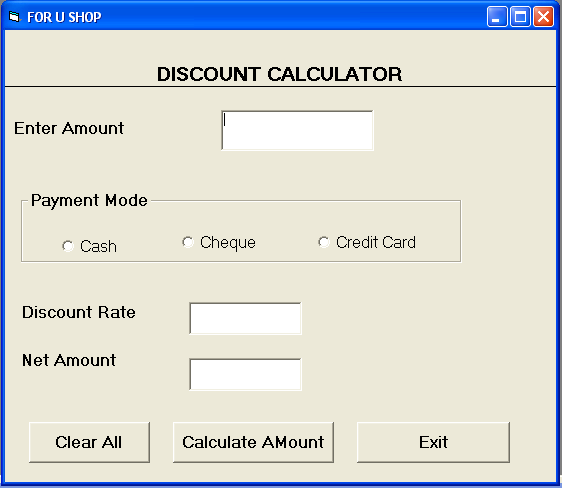 FOR U SHOP
DISCOUNT CALCULATOR
Enter Amount
Payment Mode
Cash Cheque Credit Card
Discount Rate
Net Amount
Clear All Calculate AMount Exit